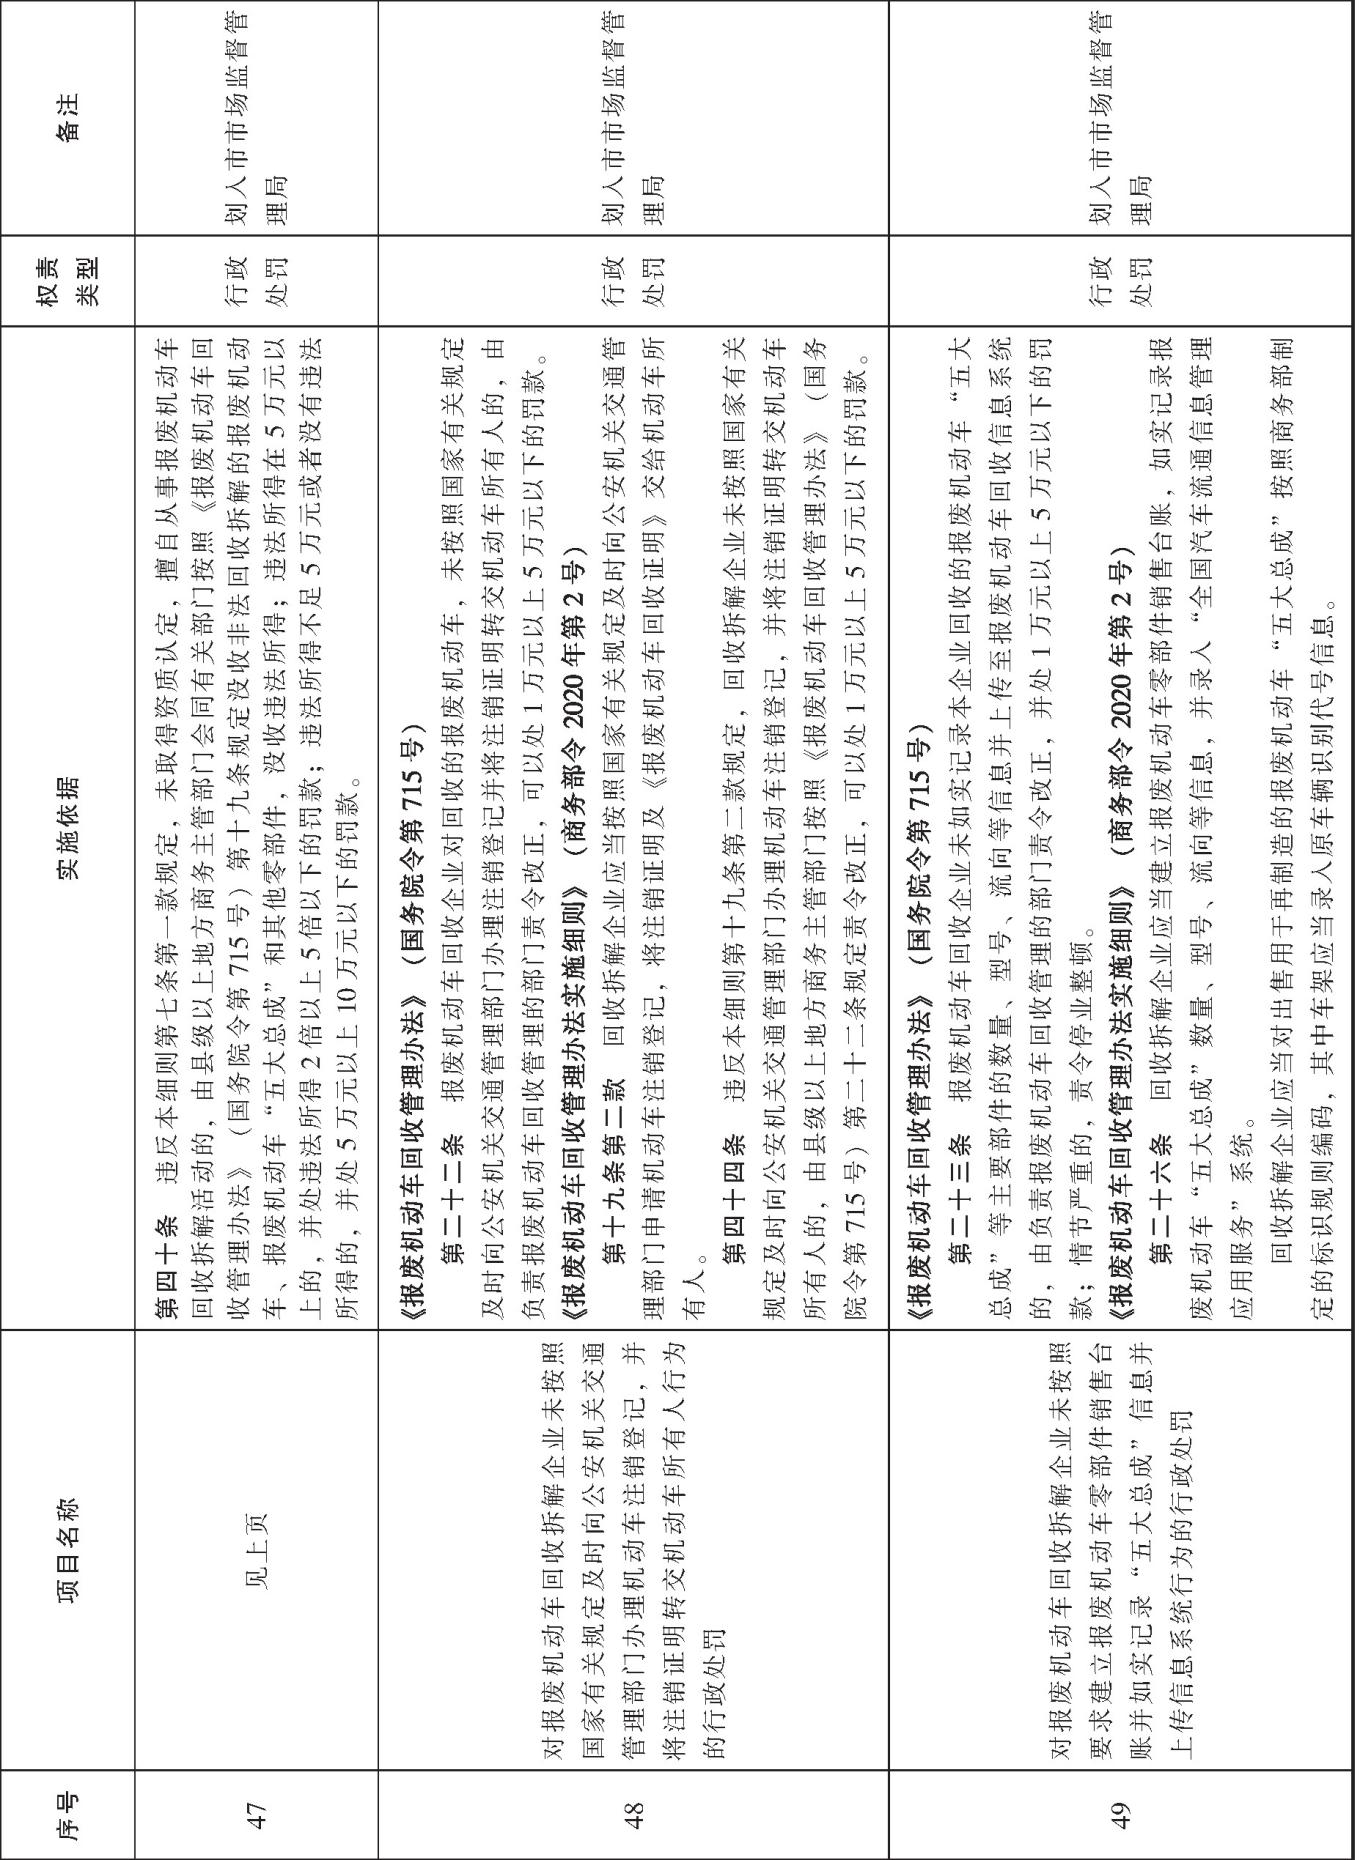 序号
项目名称
实施依据
权责
类型
备注
47
见上页
第四十条　违反本细则第七条第一款规定，未取得资质认定，擅自从事报废机动车
回收拆解活动的，由县级以上地方商务主管部门会同有关部门按照《报废机动车回
收管理办法》（国务院令第 715 号）第十九条规定没收非法回收拆解的报废机动
车、报废机动车“五大总成”和其他零部件，没收违法所得；违法所得在 5 万元以
上的，并处违法所得 2 倍以上 5 倍以下的罚款；违法所得不足 5 万元或者没有违法
所得的，并处 5 万元以上 10 万元以下的罚款。
行政
处罚
划入市市场监督管
理局
48
对报废机动车回收拆解企业未按照
国家有关规定及时向公安机关交通
管理部门办理机动车注销登记，并
将注销证明转交机动车所有人行为
的行政处罚
《报废机动车回收管理办法》（国务院令第 715 号）
第二十二条　报废机动车回收企业对回收的报废机动车，未按照国家有关规定
及时向公安机关交通管理部门办理注销登记并将注销证明转交机动车所有人的，由
负责报废机动车回收管理的部门责令改正，可以处 1 万元以上 5 万元以下的罚款。
《报废机动车回收管理办法实施细则》（商务部令 2020 年第 2 号）
第十九条第二款　回收拆解企业应当按照国家有关规定及时向公安机关交通管
理部门申请机动车注销登记，将注销证明及《报废机动车回收证明》交给机动车所
有人。
第四十四条　违反本细则第十九条第二款规定，回收拆解企业未按照国家有关
规定及时向公安机关交通管理部门办理机动车注销登记，并将注销证明转交机动车
所有人的，由县级以上地方商务主管部门按照《报废机动车回收管理办法》（国务
院令第 715 号）第二十二条规定责令改正，可以处 1 万元以上 5 万元以下的罚款。
行政
处罚
划入市市场监督管
理局
49
对报废机动车回收拆解企业未按照
要求建立报废机动车零部件销售台
账并如实记录“五大总成”信息并
上传信息系统行为的行政处罚
《报废机动车回收管理办法》（国务院令第 715 号）
第二十三条　报废机动车回收企业未如实记录本企业回收的报废机动车“五大
总成”等主要部件的数量、型号、流向等信息并上传至报废机动车回收信息系统
的，由负责报废机动车回收管理的部门责令改正，并处 1 万元以上 5 万元以下的罚
款；情节严重的，责令停业整顿。
《报废机动车回收管理办法实施细则》（商务部令 2020 年第 2 号）
第二十六条　回收拆解企业应当建立报废机动车零部件销售台账，如实记录报
废机动车“五大总成”数量、型号、流向等信息，并录入“全国汽车流通信息管理
应用服务”系统。
回收拆解企业应当对出售用于再制造的报废机动车“五大总成”按照商务部制
定的标识规则编码，其中车架应当录入原车辆识别代号信息。
行政
处罚
划入市市场监督管
理局